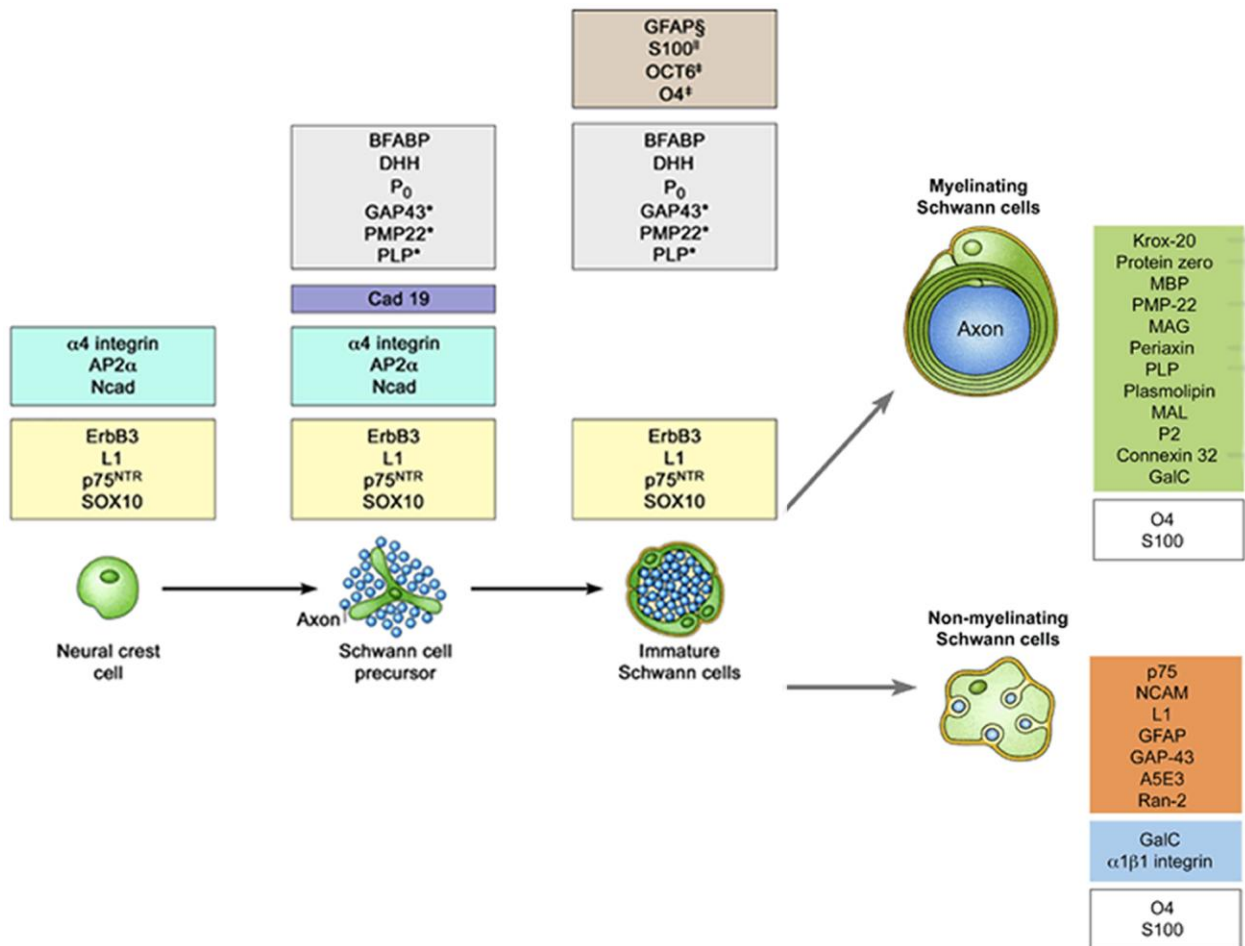 GFAP§
S100ǁ
OCT6‡
O4‡
BFABP
DHH
P₀
GAP43*
PMP22*
PLP*
BFABP
DHH
P₀
GAP43*
PMP22*
PLP*
Cad 19
α4 integrin
AP2α
Ncad
α4 integrin
AP2α
Ncad
ErbB3
L1
p75ᴺᵀᴿ
SOX10
ErbB3
L1
p75ᴺᵀᴿ
SOX10
ErbB3
L1
p75ᴺᵀᴿ
SOX10
Axon
Neural crest
cell
Schwann cell
precursor
Immature
Schwann cells
Myelinating
Schwann cells
Axon
Krox-20
Protein zero
MBP
PMP-22
MAG
Periaxin
PLP
Plasmolipin
MAL
P2
Connexin 32
GalC
O4
S100
Non-myelinating
Schwann cells
p75
NCAM
L1
GFAP
GAP-43
A5E3
Ran-2
GalC
α1β1 integrin
O4
S100